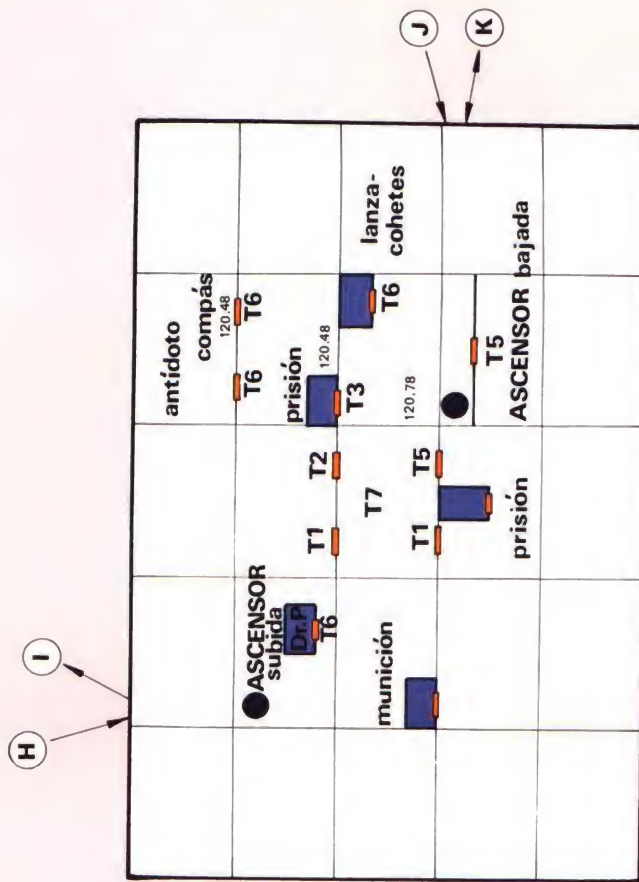 H
I
J
K
antídoto
compás
120.48
T6
T6
ASCENSOR
subida
Dr.P
T6
prisión
120.48
T1
T2
T3
lanza-
cohetes
T6
T7
munición
120.78
T1
T5
T5
ASCENSOR bajada
prisión